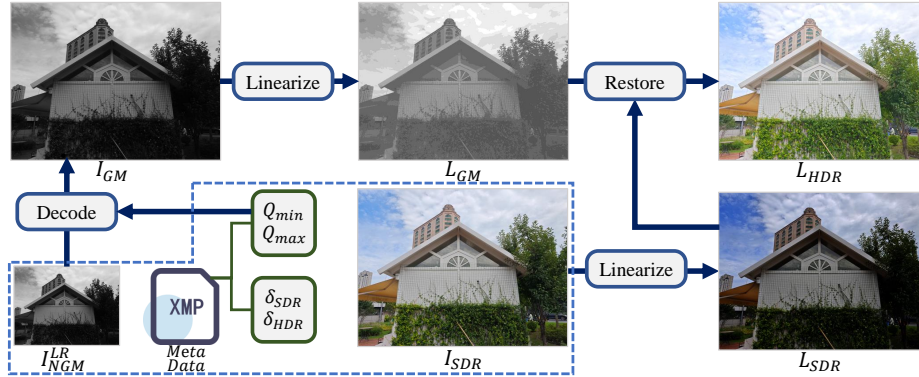 Linearize
Restore
I_GM
L_GM
L_HDR
Decode
Q_min
Q_max
XMP
δ_SDR
δ_HDR
Linearize
I_NGM^LR
Meta
Data
I_SDR
L_SDR